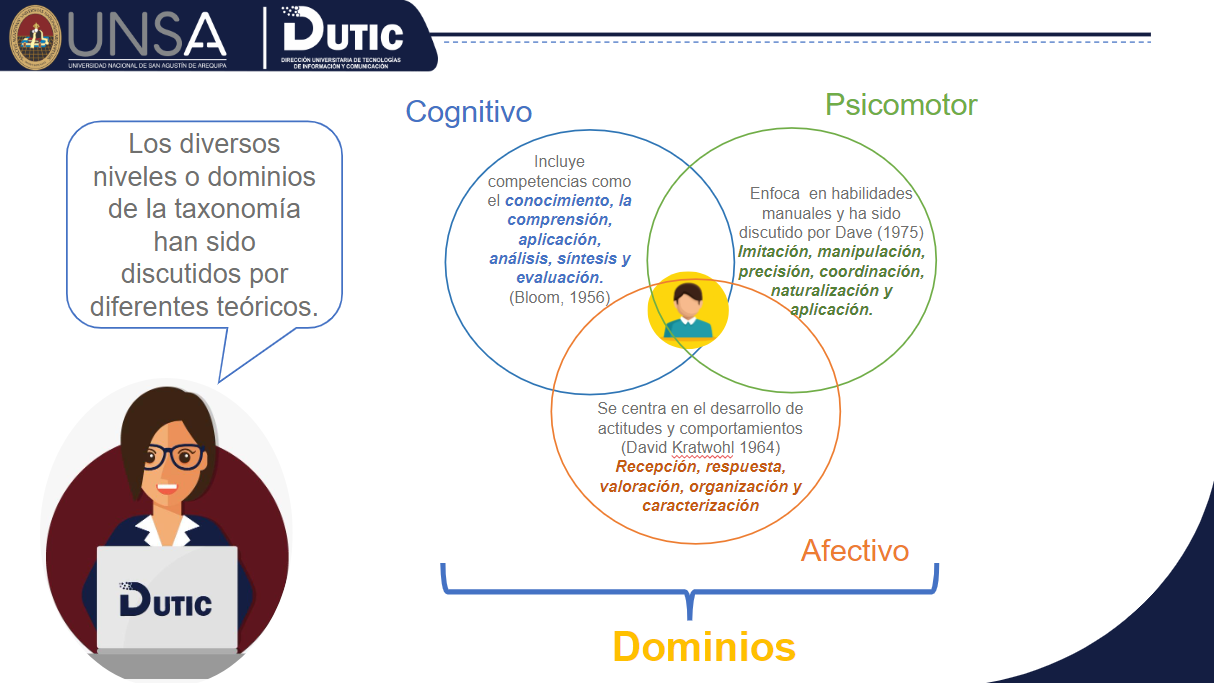 UNSA
UNIVERSIDAD NACIONAL DE SAN AGUSTÍN DE AREQUIPA
DUTIC
DIRECCIÓN UNIVERSITARIA DE TECNOLOGÍAS
DE INFORMACIÓN Y COMUNICACIÓN
Los diversos
niveles o dominios
de la taxonomía
han sido
discutidos por
diferentes teóricos.
DUTIC
Cognitivo
Incluye
competencias como
el conocimiento, la
comprensión,
aplicación,
análisis, síntesis y
evaluación.
(Bloom, 1956)
Psicomotor
Enfoca en habilidades
manuales y ha sido
discutido por Dave (1975)
Imitación, manipulación,
precisión, coordinación,
naturalización y
aplicación.
Se centra en el desarrollo de
actitudes y comportamientos
(David Kratwohl 1964)
Recepción, respuesta,
valoración, organización y
caracterización
Afectivo
Dominios